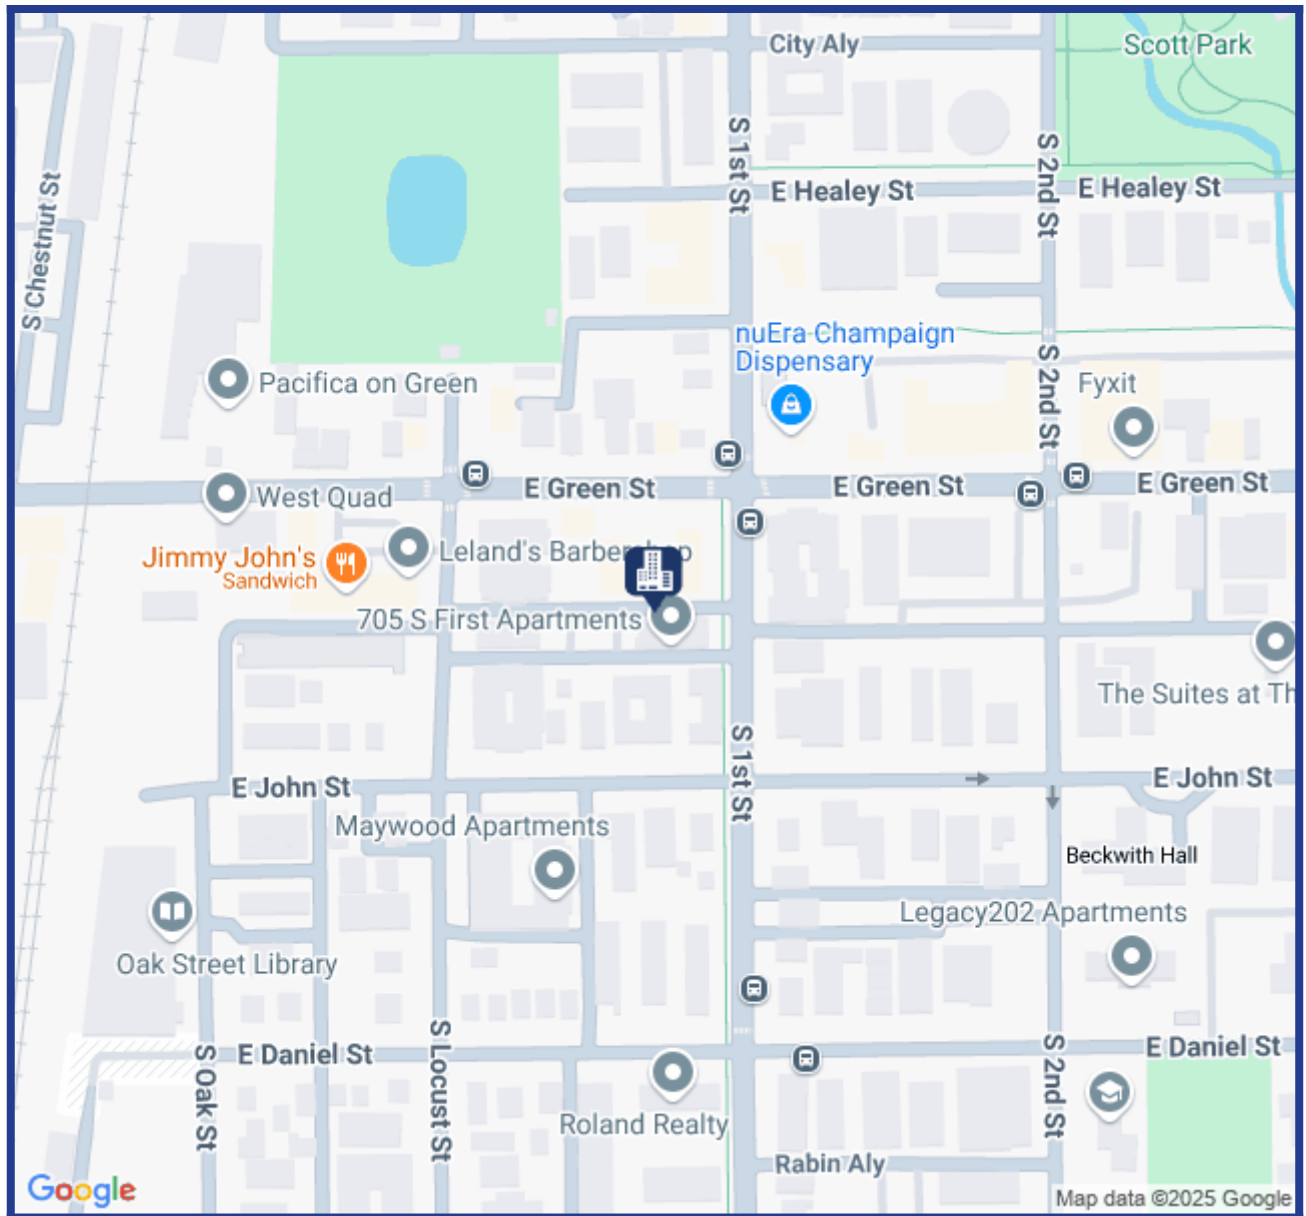 City Aly
Scott Park
S 1st St
S 2nd St
E Healey St
E Healey St
S Chestnut St
nuEra Champaign
Dispensary
S 2nd St
Pacifica on Green
Fyxit
E Green St
E Green St
E Green St
West Quad
Jimmy John's
Sandwich
Leland's Barbershop
705 S First Apartments
The Suites at Th
S 1st St
E John St
E John St
Maywood Apartments
Beckwith Hall
Legacy202 Apartments
Oak Street Library
S Oak St
E Daniel St
S Locust St
S 2nd St
E Daniel St
Roland Realty
Rabin Aly
Google
Map data ©2025 Google